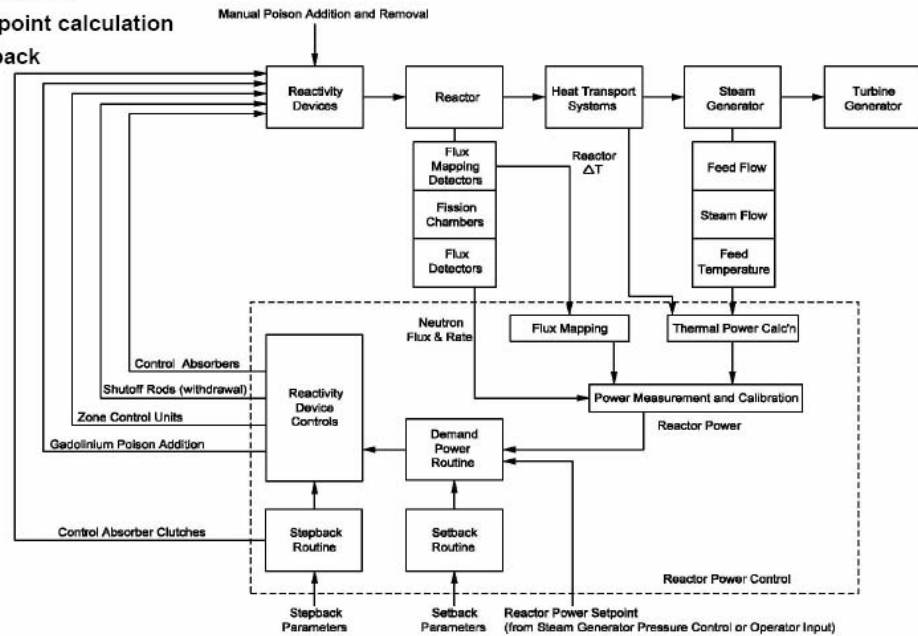 Manual Poison Addition and Removal
point calculation
back
Reactivity
Devices
Reactor
Heat Transport
Systems
Steam
Generator
Turbine
Generator
Flux
Mapping
Detectors
Fission
Chambers
Flux
Detectors
Reactor
ΔT
Feed Flow
Steam Flow
Feed
Temperature
Neutron
Flux & Rate
Flux Mapping
Thermal Power Calc'n
Power Measurement and Calibration
Reactor Power
Control Absorbers
Shutoff Rods (withdrawal)
Zone Control Units
Gadolinium Poison Addition
Control Absorber Clutches
Reactivity
Device
Controls
Demand
Power
Routine
Stepback
Routine
Setback
Routine
Reactor Power Control
Stepback
Parameters
Setback
Parameters
Reactor Power Setpoint
(from Steam Generator Pressure Control or Operator Input)